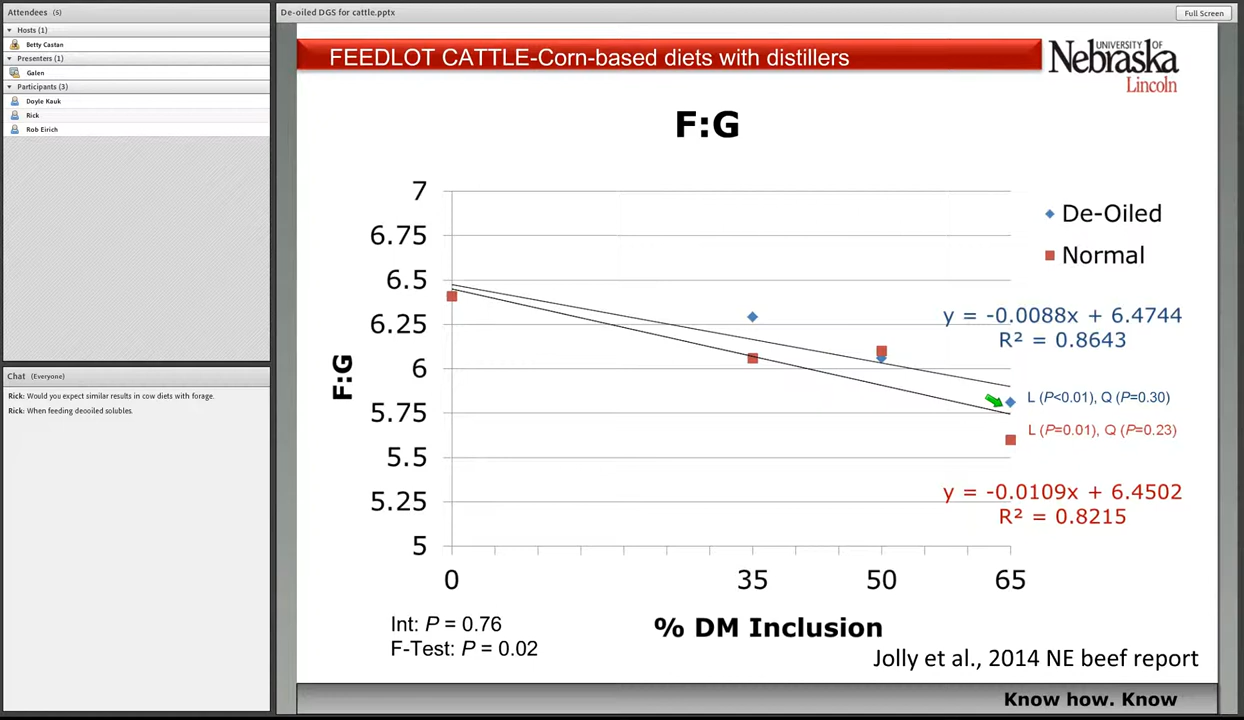 Attendees (5)
Hosts (1)
Betty Castan
Presenters (1)
Galen
Participants (3)
Doyle Kauk
Rick
Rob Eirich
Chat (Everyone)
Rick: Would you expect similar results in cow diets with forage.
Rick: When feeding deooiled solubles.
De-oiled DGS for cattle.pptx
Full Screen
FEEDLOT CATTLE-Corn-based diets with distillers
UNIVERSITY OF
Nebraska
Lincoln
F:G
7
6.75
6.5
6.25
6
5.75
5.5
5.25
5
F:G
De-Oiled
Normal
y = -0.0088x + 6.4744
R² = 0.8643
L (P<0.01), Q (P=0.30)
L (P=0.01), Q (P=0.23)
y = -0.0109x + 6.4502
R² = 0.8215
0 35 50 65
% DM Inclusion
Int: P = 0.76
F-Test: P = 0.02
Jolly et al., 2014 NE beef report
Know how. Know